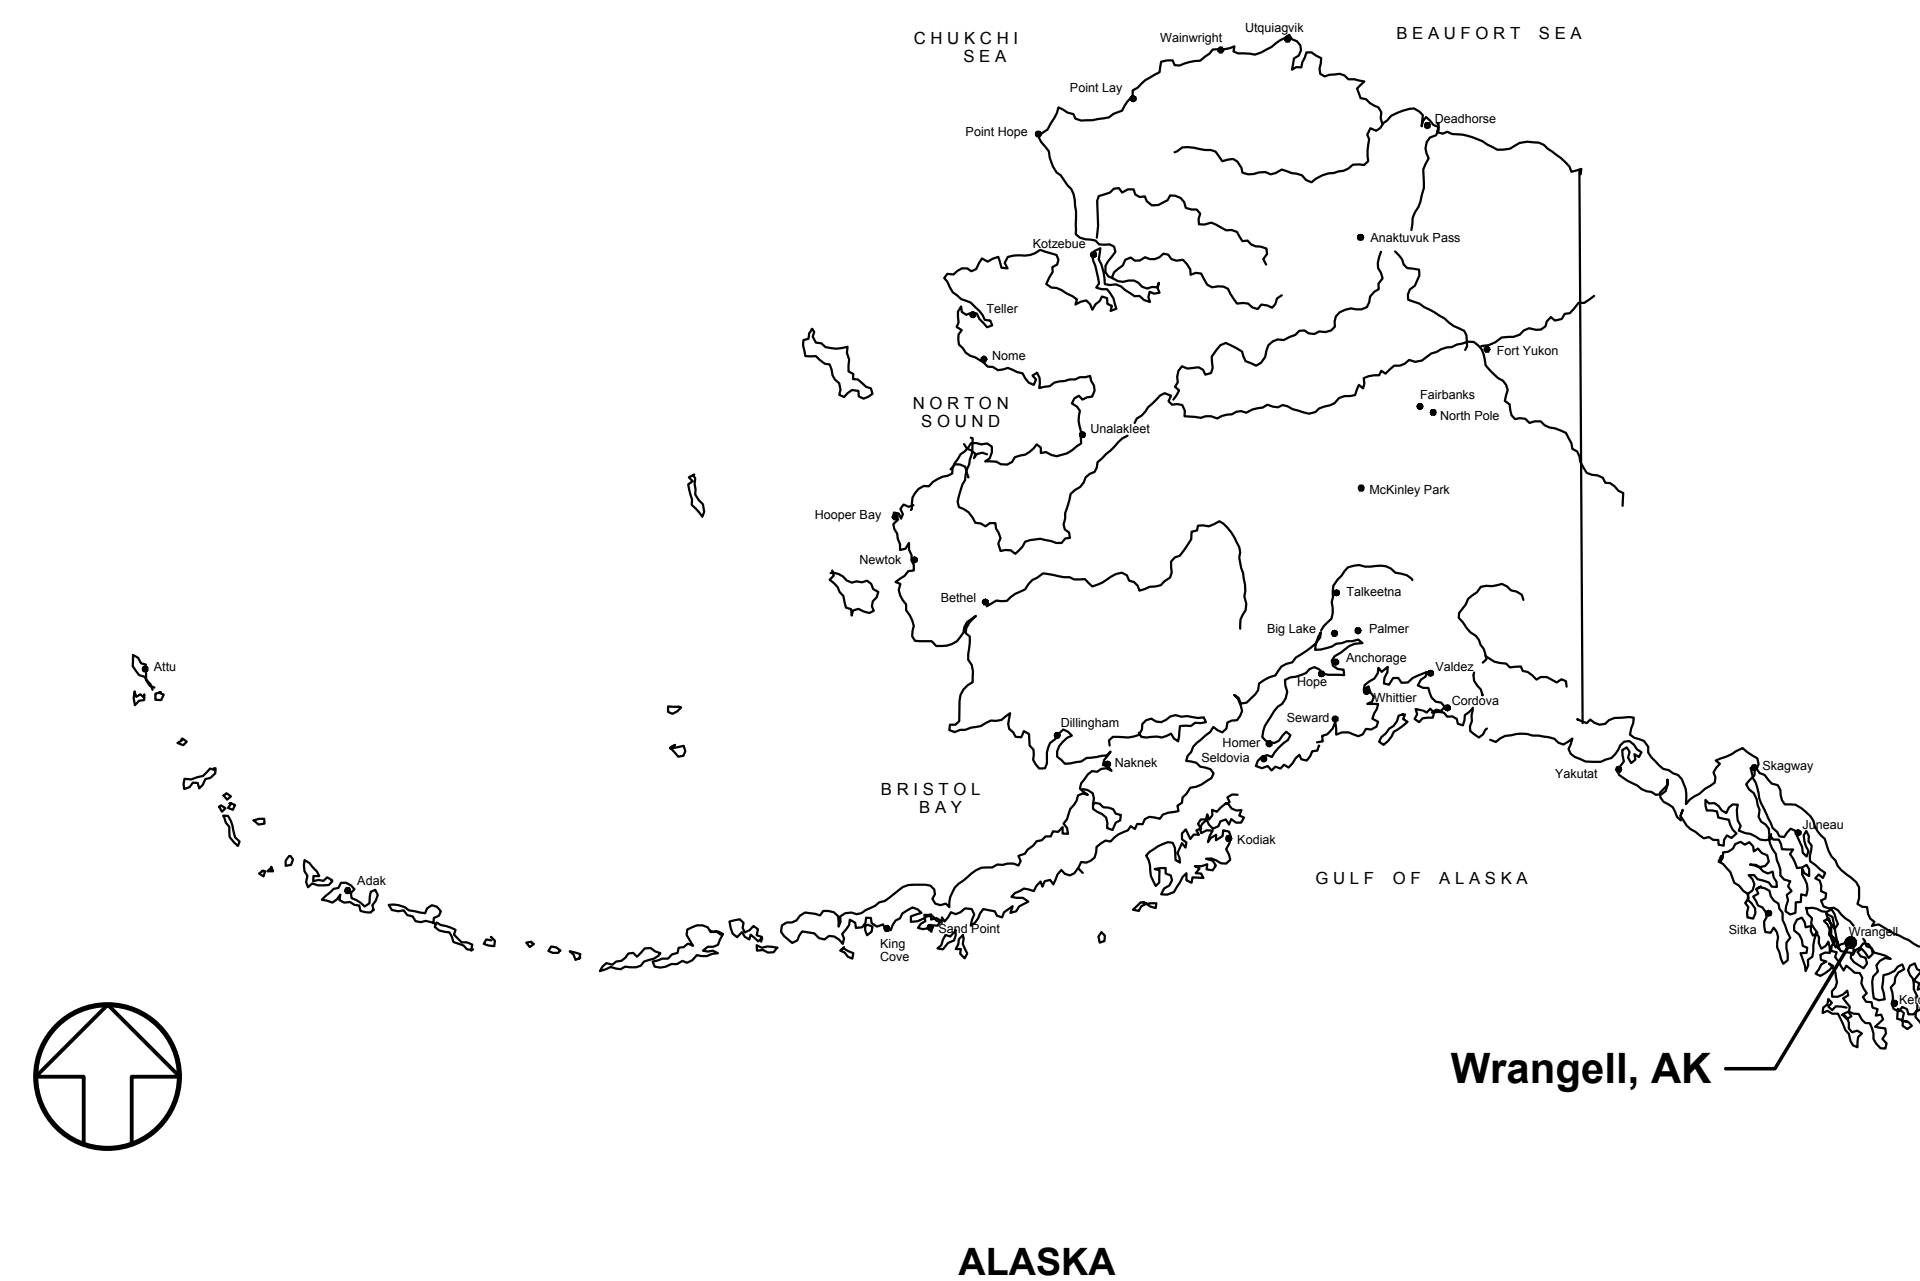 Utquiagvik
BEAUFORT SEA
CHUKCHI
SEA
Wainwright
Point Lay
Deadhorse
Point Hope
Anaktuvuk Pass
Kotzebue
Teller
Fort Yukon
Nome
Fairbanks
NORTON
SOUND
North Pole
Unalakleet
McKinley Park
Hooper Bay
Newtok
Talkeetna
Bethel
Big Lake
Palmer
Anchorage
Valdez
Attu
Hope
Whittier
Cordova
Seward
Dillingham
Homer
Seldovia
Naknek
Yakutat
Skagway
BRISTOL
BAY
Juneau
Kodiak
GULF OF ALASKA
Adak
Sand Point
Sitka
Wrangell
King
Cove
Wrangell, AK
ALASKA